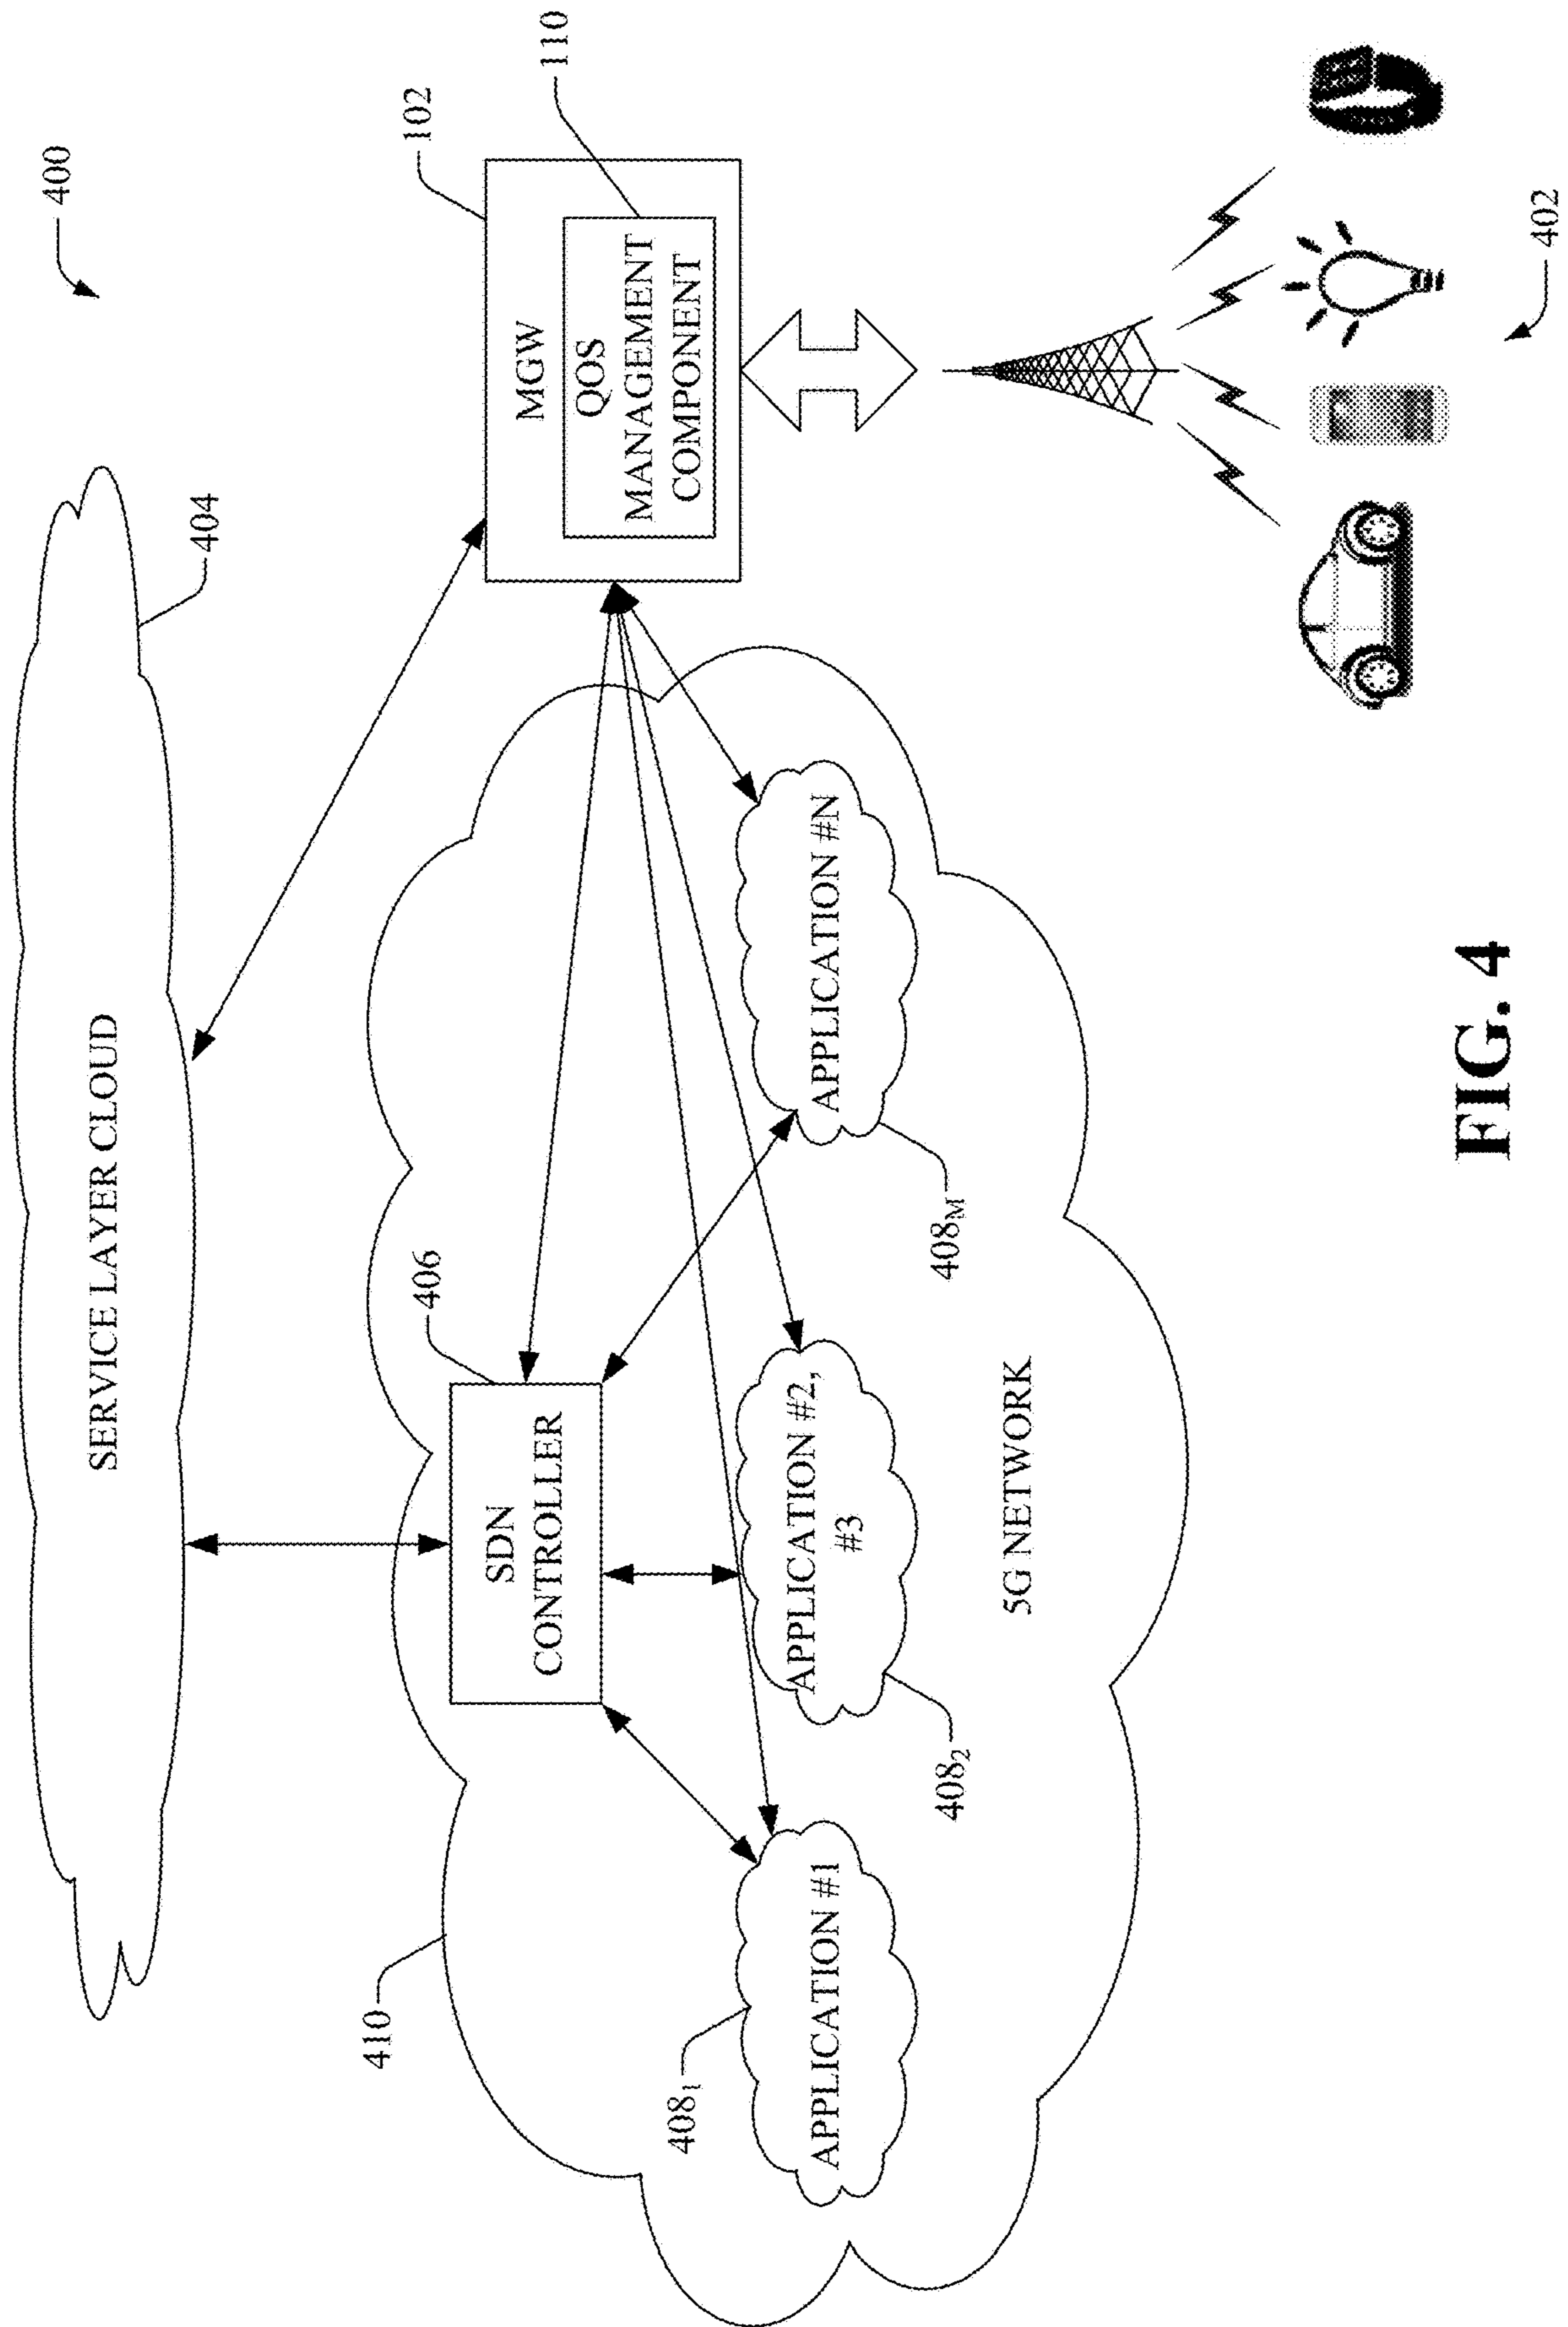 400
SERVICE LAYER CLOUD
404
102
110
MGW
QOS
MANAGEMENT
COMPONENT
406
SDN
CONTROLLER
410
408₁
APPLICATION #1
408₂
APPLICATION #2,
#3
408M
APPLICATION #N
5G NETWORK
402
FIG. 4